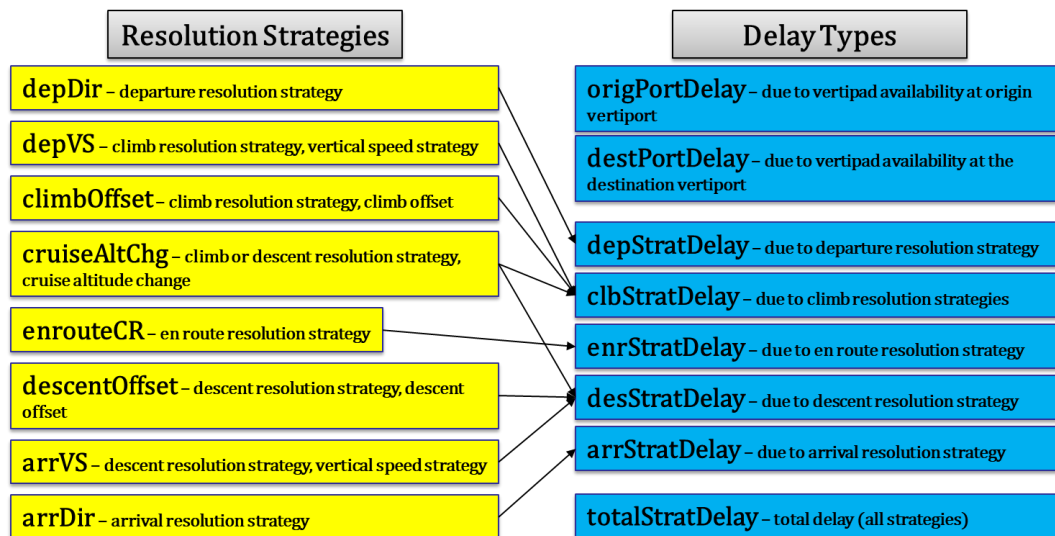 Resolution Strategies
depDir – departure resolution strategy
depVS – climb resolution strategy, vertical speed strategy
climbOffset – climb resolution strategy, climb offset
cruiseAltChg – climb or descent resolution strategy,
cruise altitude change
enrouteCR – en route resolution strategy
descentOffset – descent resolution strategy, descent
offset
arrVS – descent resolution strategy, vertical speed strategy
arrDir – arrival resolution strategy
Delay Types
origPortDelay – due to vertipad availability at origin
vertiport
destPortDelay – due to vertipad availability at the
destination vertiport
depStratDelay – due to departure resolution strategy
clbStratDelay – due to climb resolution strategies
enrStratDelay – due to en route resolution strategy
desStratDelay – due to descent resolution strategy
arrStratDelay – due to arrival resolution strategy
totalStratDelay – total delay (all strategies)